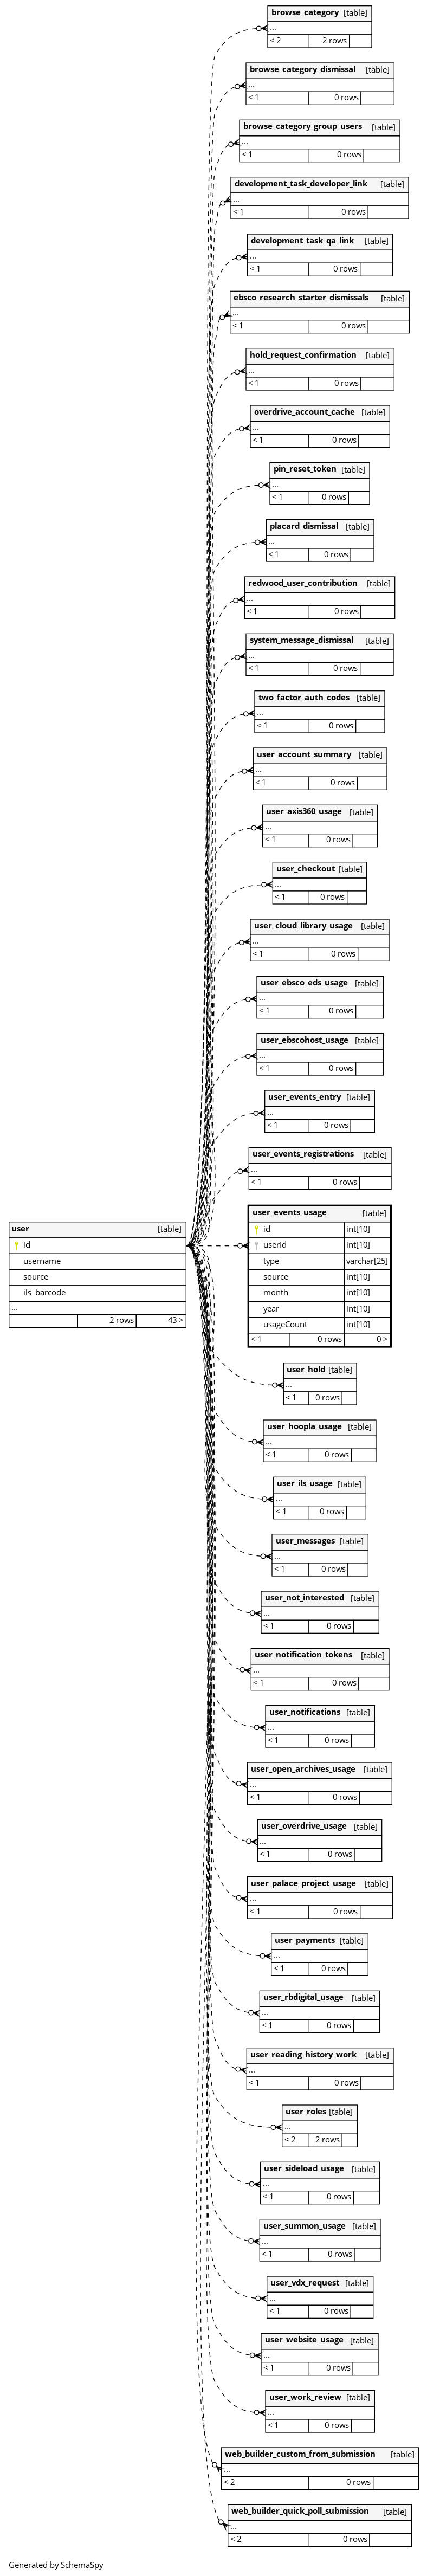 browse_category [table]
...
< 2 2 rows
browse_category_dismissal [table]
...
< 1 0 rows
browse_category_group_users [table]
...
< 1 0 rows
development_task_developer_link [table]
...
< 1 0 rows
development_task_qa_link [table]
...
< 1 0 rows
ebsco_research_starter_dismissals [table]
...
< 1 0 rows
hold_request_confirmation [table]
...
< 1 0 rows
overdrive_account_cache [table]
...
< 1 0 rows
pin_reset_token [table]
...
< 1 0 rows
placard_dismissal [table]
...
< 1 0 rows
redwood_user_contribution [table]
...
< 1 0 rows
system_message_dismissal [table]
...
< 1 0 rows
two_factor_auth_codes [table]
...
< 1 0 rows
user_account_summary [table]
...
< 1 0 rows
user_axis360_usage [table]
...
< 1 0 rows
user_checkout [table]
...
< 1 0 rows
user_cloud_library_usage [table]
...
< 1 0 rows
user_ebsco_eds_usage [table]
...
< 1 0 rows
user_ebscohost_usage [table]
...
< 1 0 rows
user_events_entry [table]
...
< 1 0 rows
user_events_registrations [table]
...
< 1 0 rows
user [table]
id
username
source
ils_barcode
...
2 rows 43 >
user_events_usage [table]
id int[10]
userId int[10]
type varchar[25]
source int[10]
month int[10]
year int[10]
usageCount int[10]
< 1 0 rows 0 >
user_hold [table]
...
< 1 0 rows
user_hoopla_usage [table]
...
< 1 0 rows
user_ils_usage [table]
...
< 1 0 rows
user_messages [table]
...
< 1 0 rows
user_not_interested [table]
...
< 1 0 rows
user_notification_tokens [table]
...
< 1 0 rows
user_notifications [table]
...
< 1 0 rows
user_open_archives_usage [table]
...
< 1 0 rows
user_overdrive_usage [table]
...
< 1 0 rows
user_palace_project_usage [table]
...
< 1 0 rows
user_payments [table]
...
< 1 0 rows
user_rbdigital_usage [table]
...
< 1 0 rows
user_reading_history_work [table]
...
< 1 0 rows
user_roles [table]
...
< 2 2 rows
user_sideload_usage [table]
...
< 1 0 rows
user_summon_usage [table]
...
< 1 0 rows
user_vdx_request [table]
...
< 1 0 rows
user_website_usage [table]
...
< 1 0 rows
user_work_review [table]
...
< 1 0 rows
web_builder_custom_from_submission [table]
...
< 2 0 rows
web_builder_quick_poll_submission [table]
...
< 2 0 rows
Generated by SchemaSpy